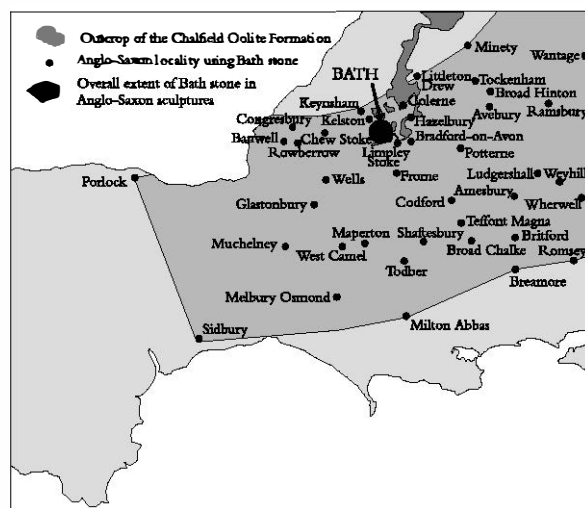 Outcrop of the Chalfield Oolite Formation
Anglo-Saxon locality using Bath stone
Overall extent of Bath stone in
Anglo-Saxon sculptures
Minety
Wantage
BATH
Littleton
Drew
Tockenham
Broad Hinton
Keynsham
Colerne
Avebury
Ramsbury
Congresbury
Kelston
Hazelbury
Banwell
Chew Stoke
Bradford-on-Avon
Rowberrow
Limpley
Stoke
Potterne
Porlock
Wells
Frome
Ludgershall
Weyhill
Glastonbury
Codford
Amesbury
Wherwell
Teffont Magna
Muchelney
Maperton
Shaftesbury
Britford
West Camel
Broad Chalke
Romsey
Todber
Breamore
Melbury Osmond
Sidbury
Milton Abbas